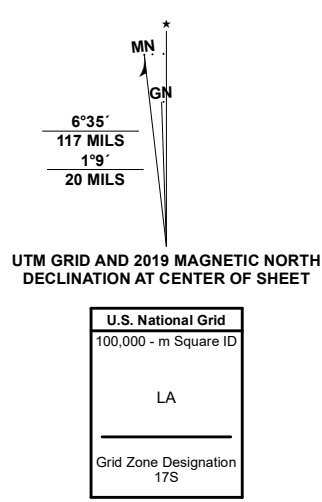 MN
GN
6°35´
117 MILS
1°9´
20 MILS
UTM GRID AND 2019 MAGNETIC NORTH
DECLINATION AT CENTER OF SHEET
U.S. National Grid
100,000 - m Square ID
LA
Grid Zone Designation
17S